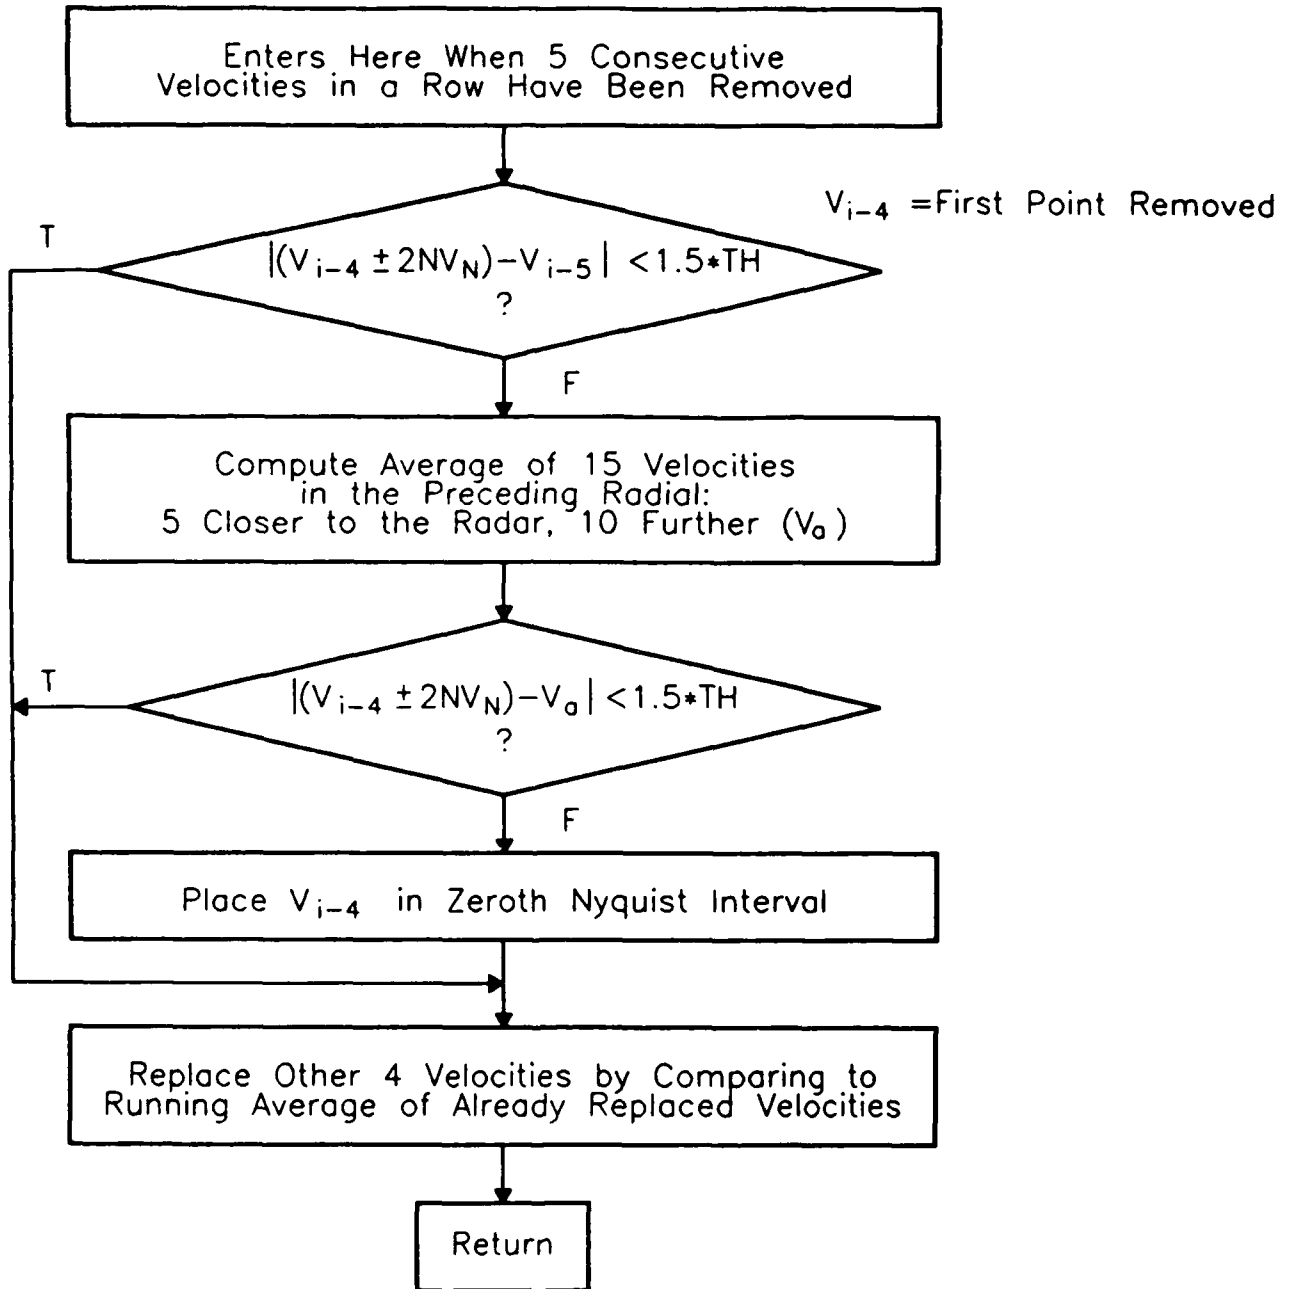 Enters Here When 5 Consecutive
Velocities in a Row Have Been Removed
V_{i-4} =First Point Removed
T
|(V_{i-4} ± 2NV_N)-V_{i-5}| <1.5*TH
?
F
Compute Average of 15 Velocities
in the Preceding Radial:
5 Closer to the Radar, 10 Further (V_a)
T
|(V_{i-4} ±2NV_N)-V_a| <1.5*TH
?
F
Place V_{i-4} in Zeroth Nyquist Interval
Replace Other 4 Velocities by Comparing to
Running Average of Already Replaced Velocities
Return